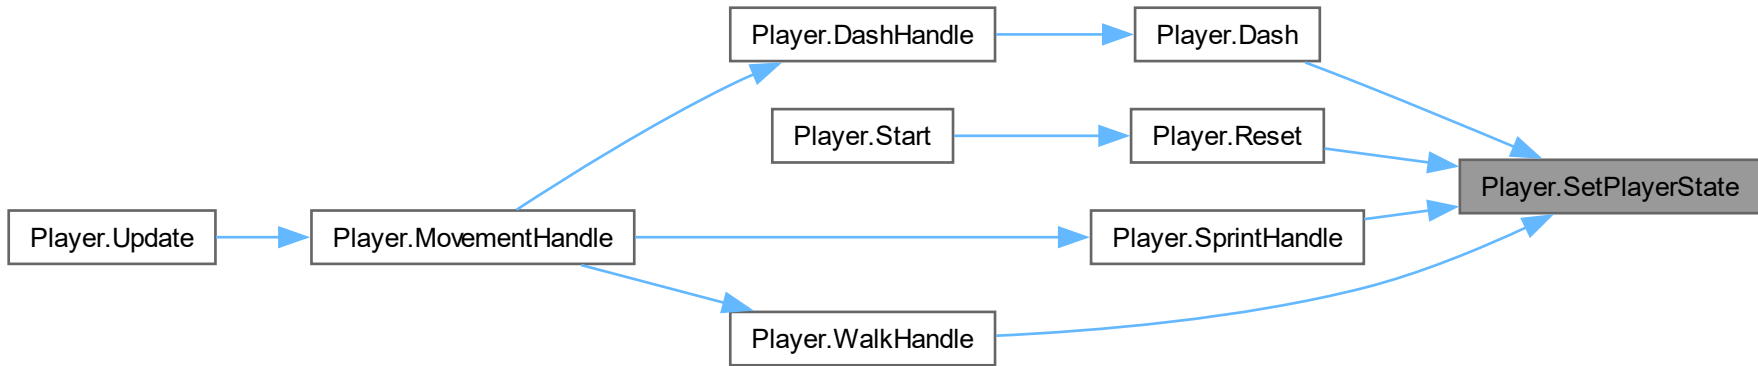 Player.DashHandle
Player.Dash
Player.Start
Player.Reset
Player.SetPlayerState
Player.Update
Player.MovementHandle
Player.SprintHandle
Player.WalkHandle